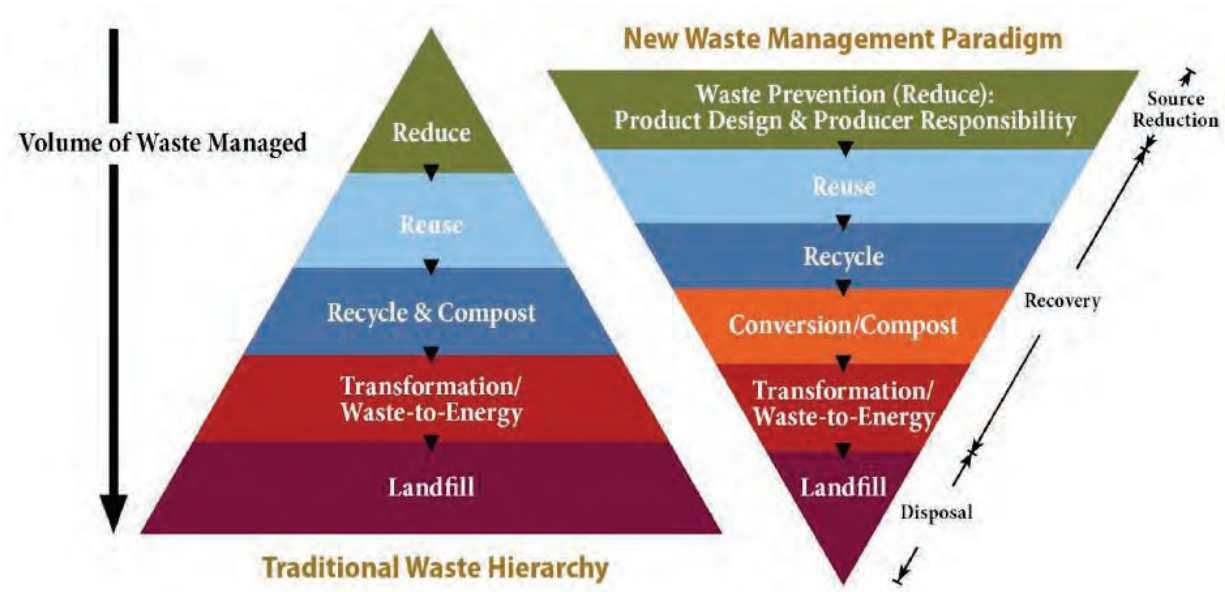 New Waste Management Paradigm
Volume of Waste Managed
Reduce
Reuse
Recycle & Compost
Transformation/
Waste-to-Energy
Landfill
Traditional Waste Hierarchy
Waste Prevention (Reduce):
Product Design & Producer Responsibility
Reuse
Recycle
Conversion/Compost
Transformation/
Waste-to-Energy
Landfill
Source
Reduction
Recovery
Disposal